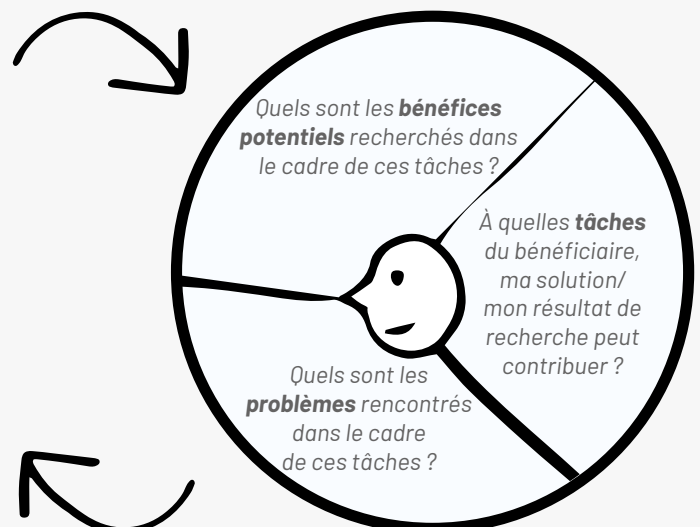 Quels sont les bénéfices
potentiels recherchés dans
le cadre de ces tâches ?
À quelles tâches
du bénéficiaire,
ma solution/
mon résultat de
recherche peut
contribuer ?
Quels sont les
problèmes rencontrés
dans le cadre
de ces tâches ?